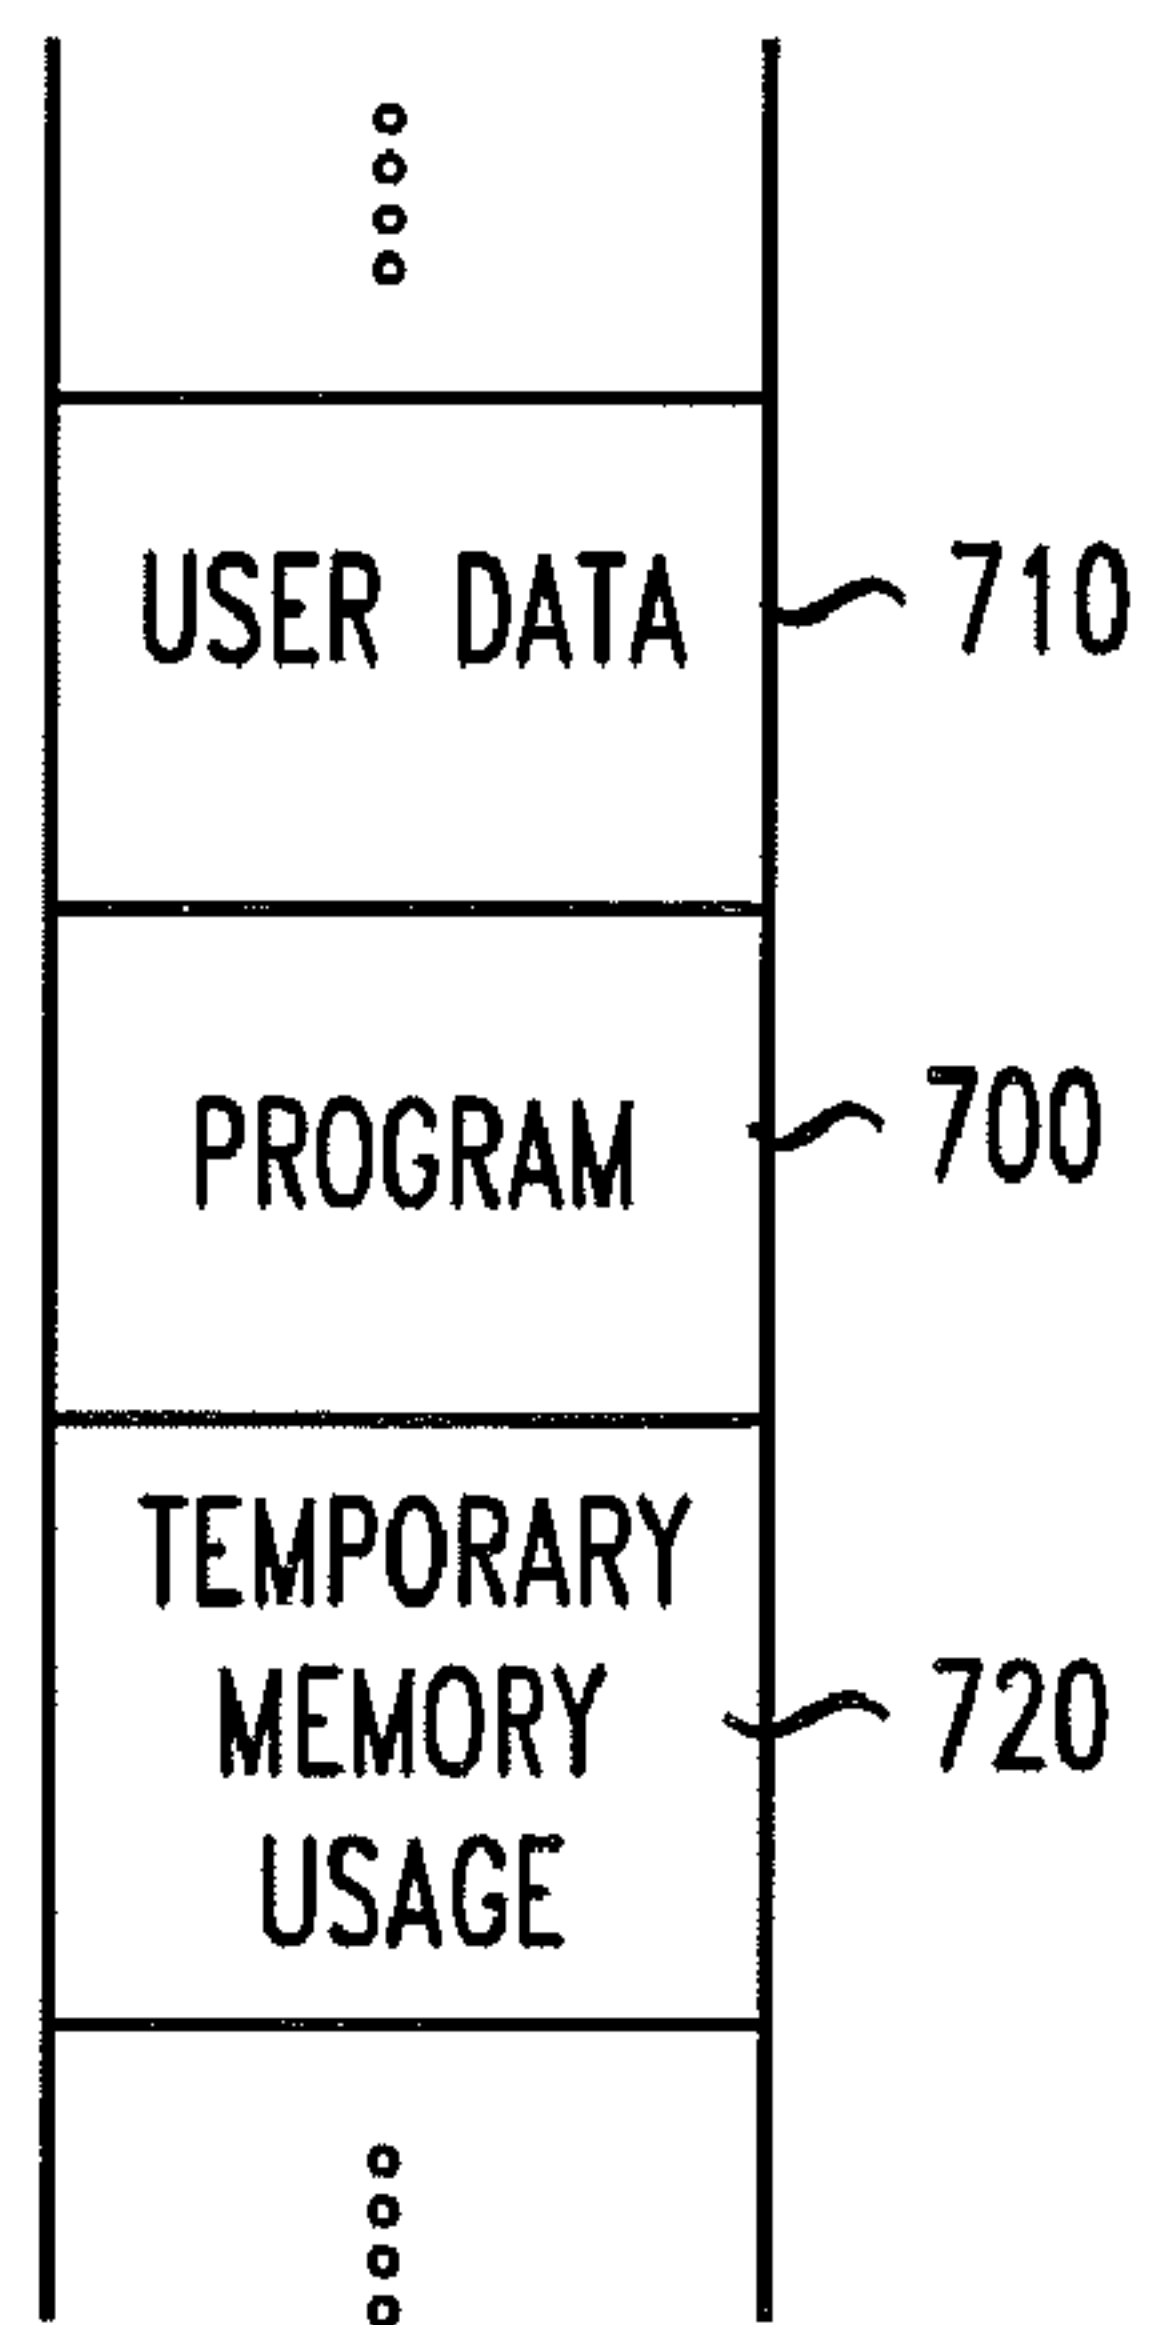 USER DATA
710
PROGRAM
700
TEMPORARY
MEMORY
USAGE
720